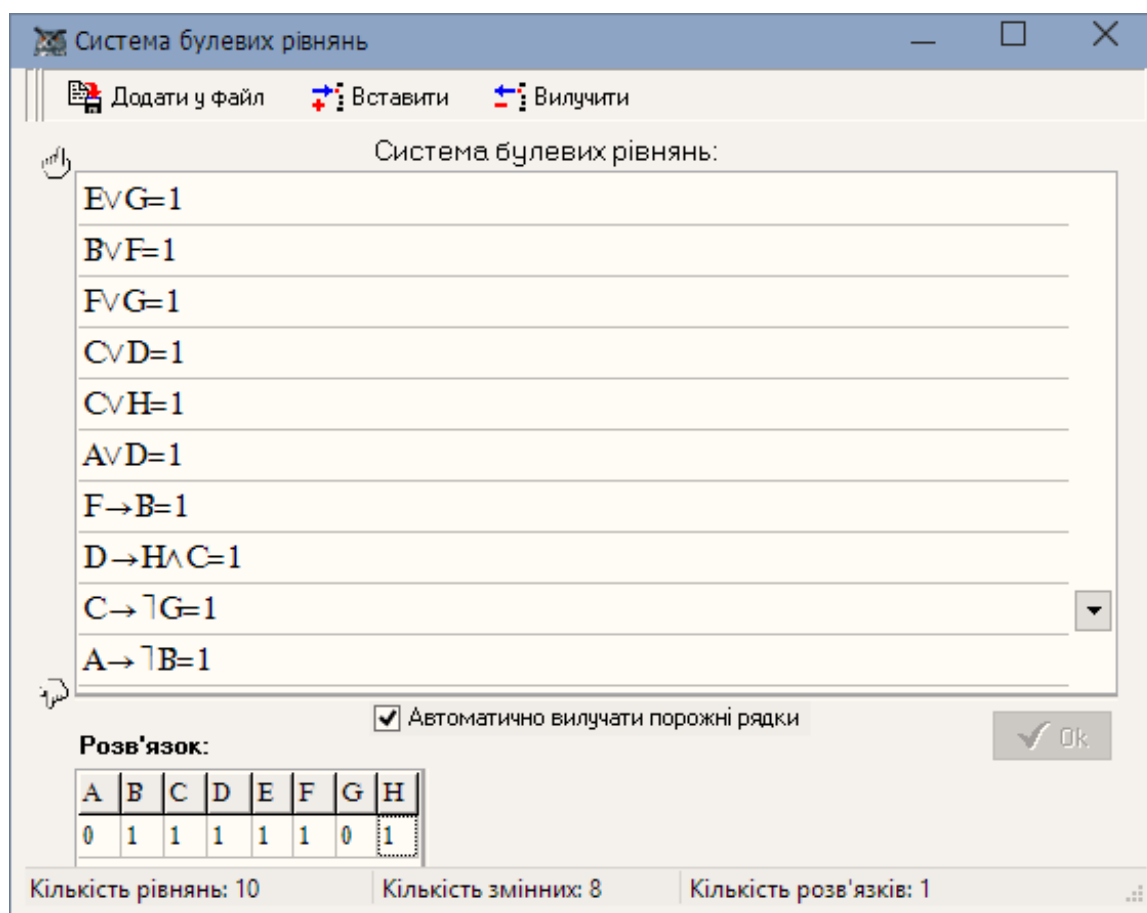 Система булевих рівнянь
Додати у файл Вставити Вилучити
Система булевих рівнянь:
E∨G=1
B∨F=1
F∨G=1
C∨D=1
C∨H=1
A∨D=1
F→B=1
D→H∧C=1
C→˥G=1
A→˥B=1
Автоматично вилучати порожні рядки
Ok
Розв'язок:
A B C D E F G H
0 1 1 1 1 1 0 1
Кількість рівнянь: 10 Кількість змінних: 8 Кількість розв'язків: 1